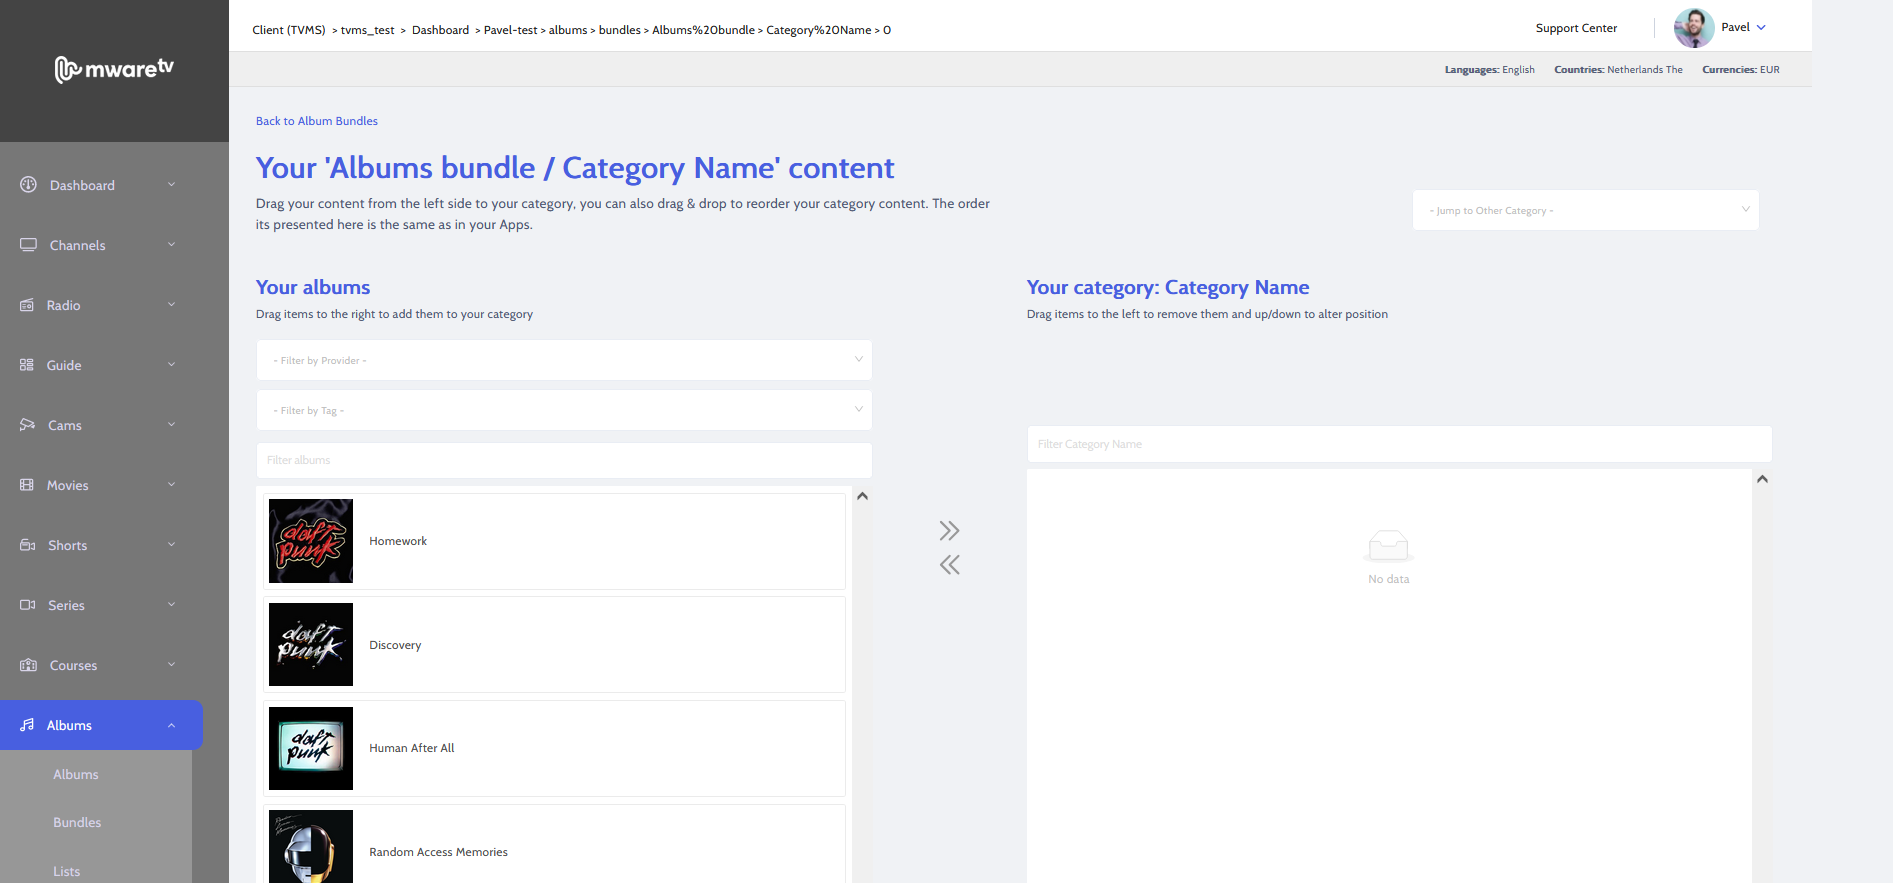 mwaretv
Client (TVMS) > tvms_test > Dashboard > Pavel-test > albums > bundles > Albums%20bundle > Category%20Name > 0
Support Center
Pavel
Languages: English Countries: Netherlands The Currencies: EUR
Dashboard
Channels
Radio
Guide
Cams
Movies
Shorts
Series
Courses
Albums
Albums
Bundles
Lists
Back to Album Bundles
Your 'Albums bundle / Category Name' content
Drag your content from the left side to your category, you can also drag & drop to reorder your category content. The order
its presented here is the same as in your Apps.
- Jump to Other Category -
Your albums
Drag items to the right to add them to your category
- Filter by Provider -
- Filter by Tag -
Filter albums
daft
punk
Homework
daft
punk
Discovery
daft
punk
Human After All
Random Access Memories
Your category: Category Name
Drag items to the left to remove them and up/down to alter position
Filter Category Name
No data